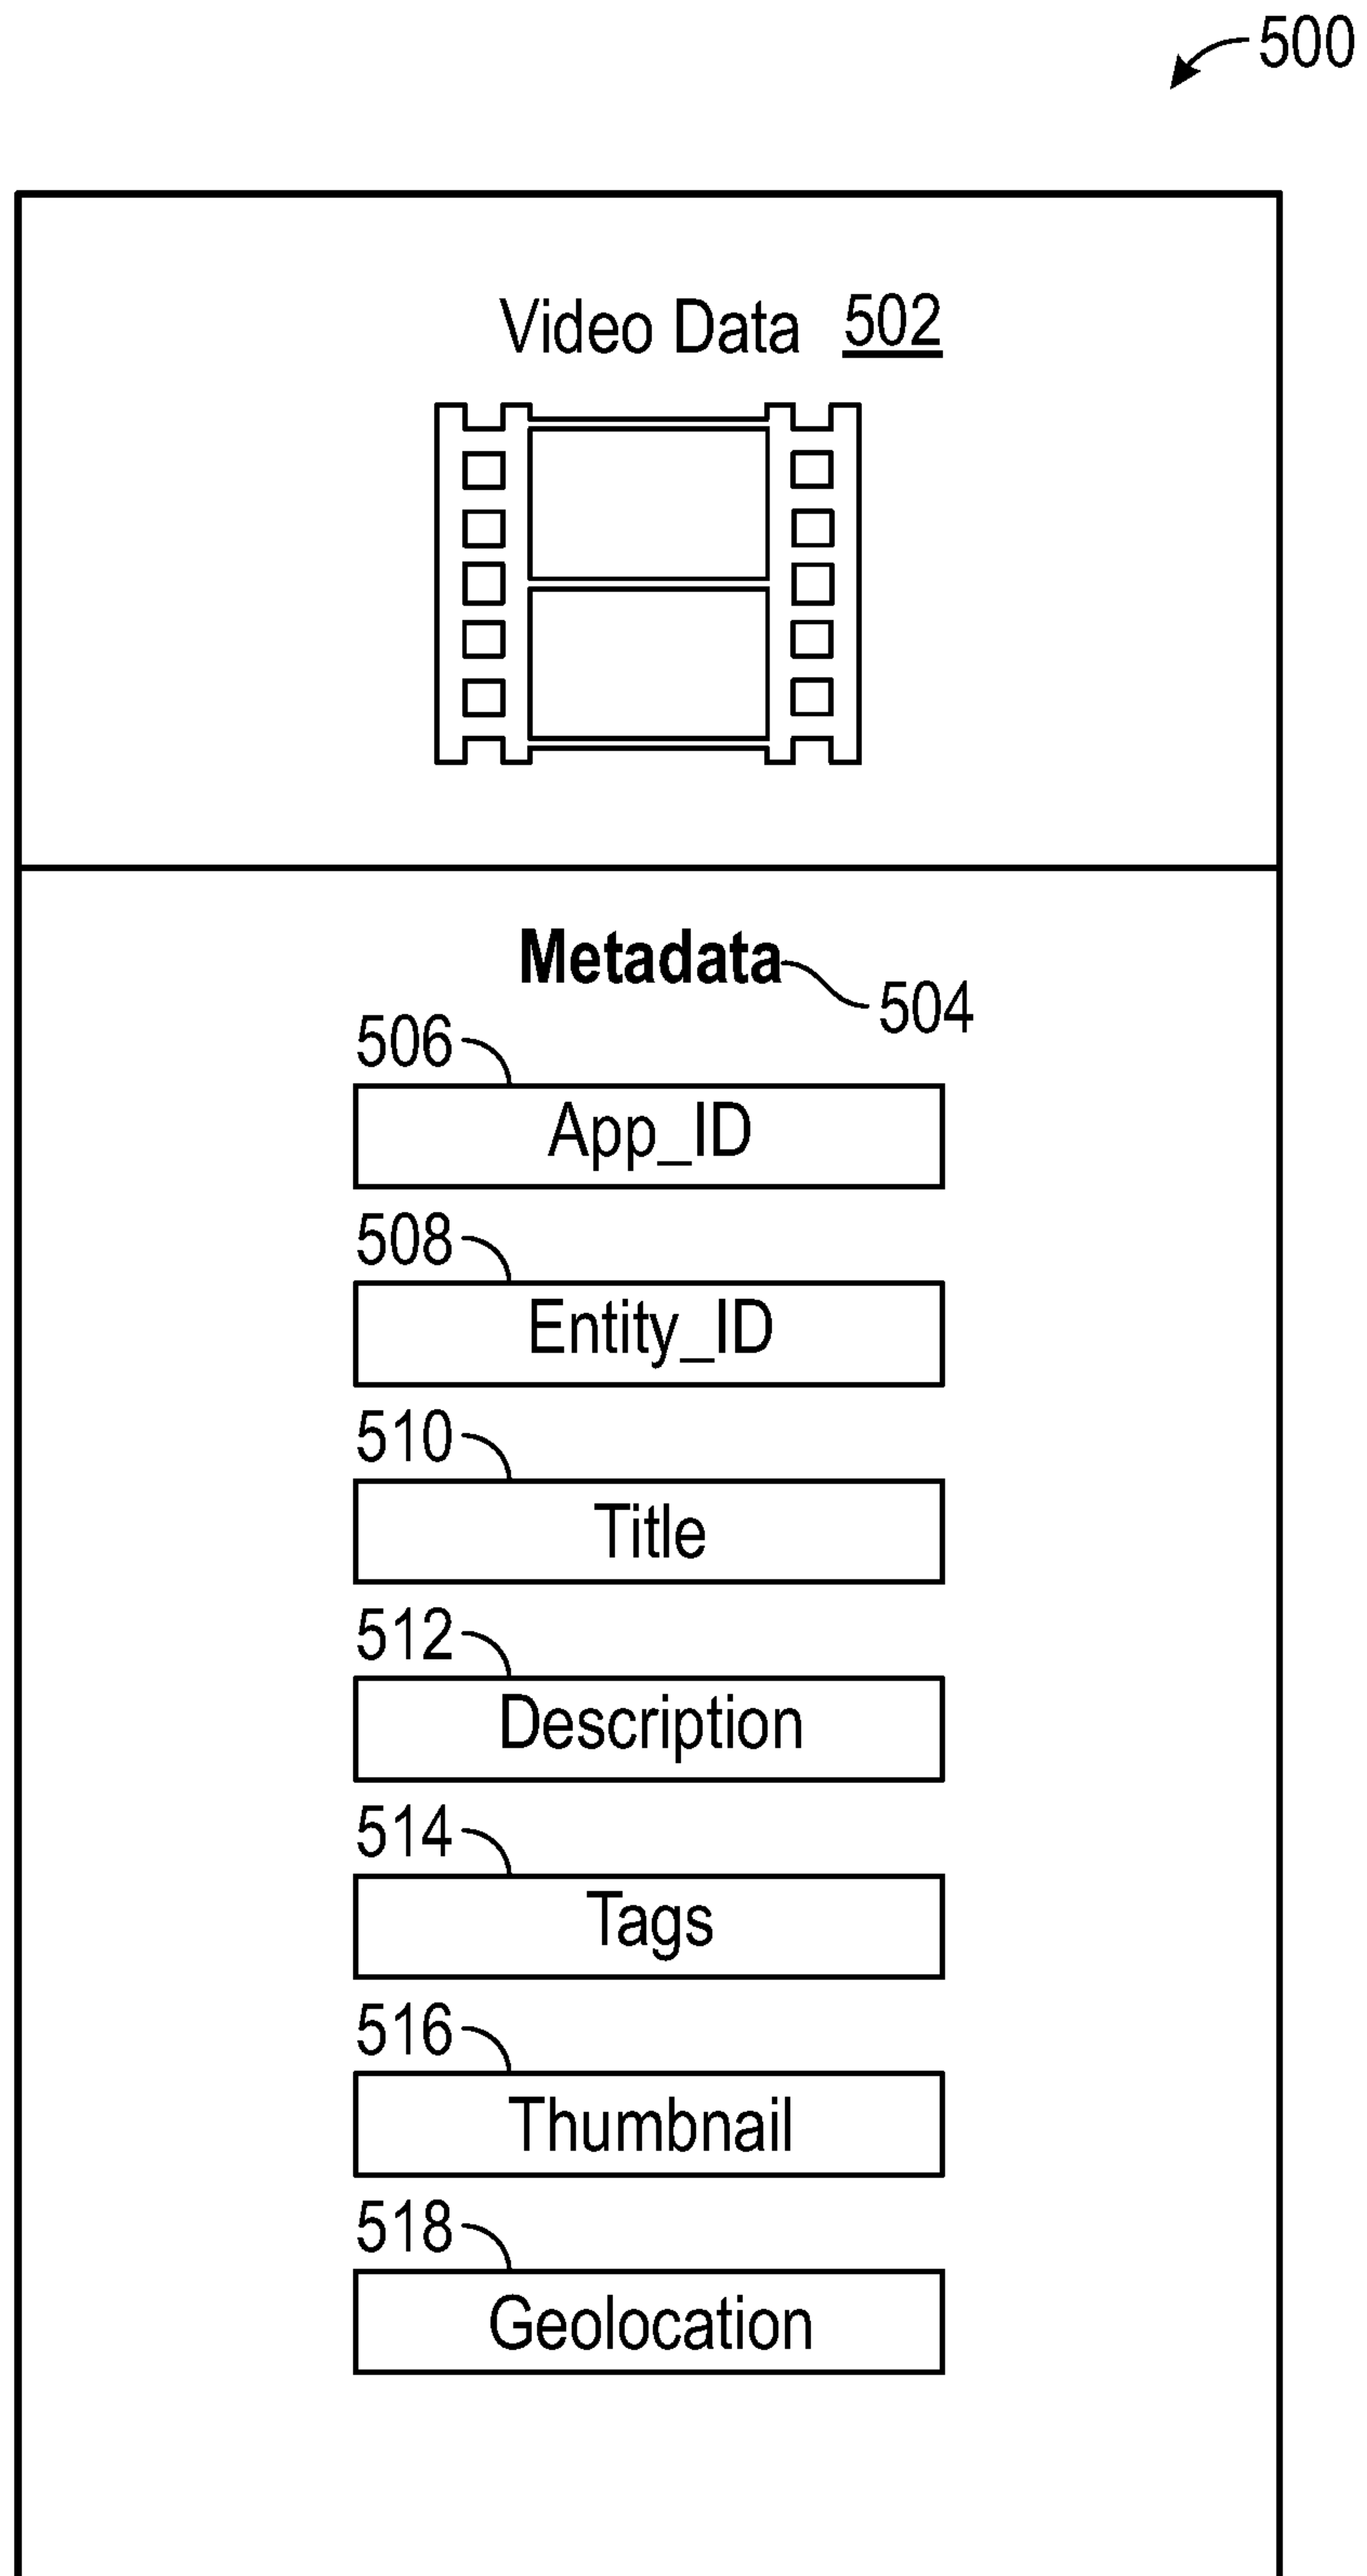 500
Video Data 502
Metadata
504
506
App_ID
508
Entity_ID
510
Title
512
Description
514
Tags
516
Thumbnail
518
Geolocation